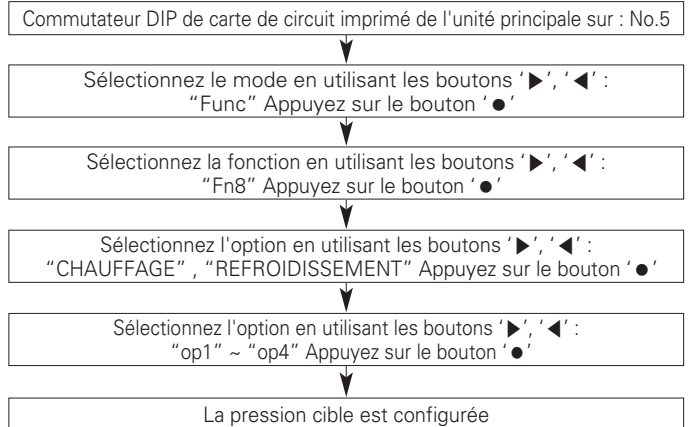 Commutateur DIP de carte de circuit imprimé de l'unité principale sur : No.5
Sélectionnez le mode en utilisant les boutons ‘▶’, ‘◀’ :
“Func” Appuyez sur le bouton ‘●’
Sélectionnez la fonction en utilisant les boutons ‘▶’, ‘◀’ :
“Fn8” Appuyez sur le bouton ‘●’
Sélectionnez l'option en utilisant les boutons ‘▶’, ‘◀’ :
“CHAUFFAGE” , “REFROIDISSEMENT” Appuyez sur le bouton ‘●’
Sélectionnez l'option en utilisant les boutons ‘▶’, ‘◀’ :
“op1” ~ “op4” Appuyez sur le bouton ‘●’
La pression cible est configurée